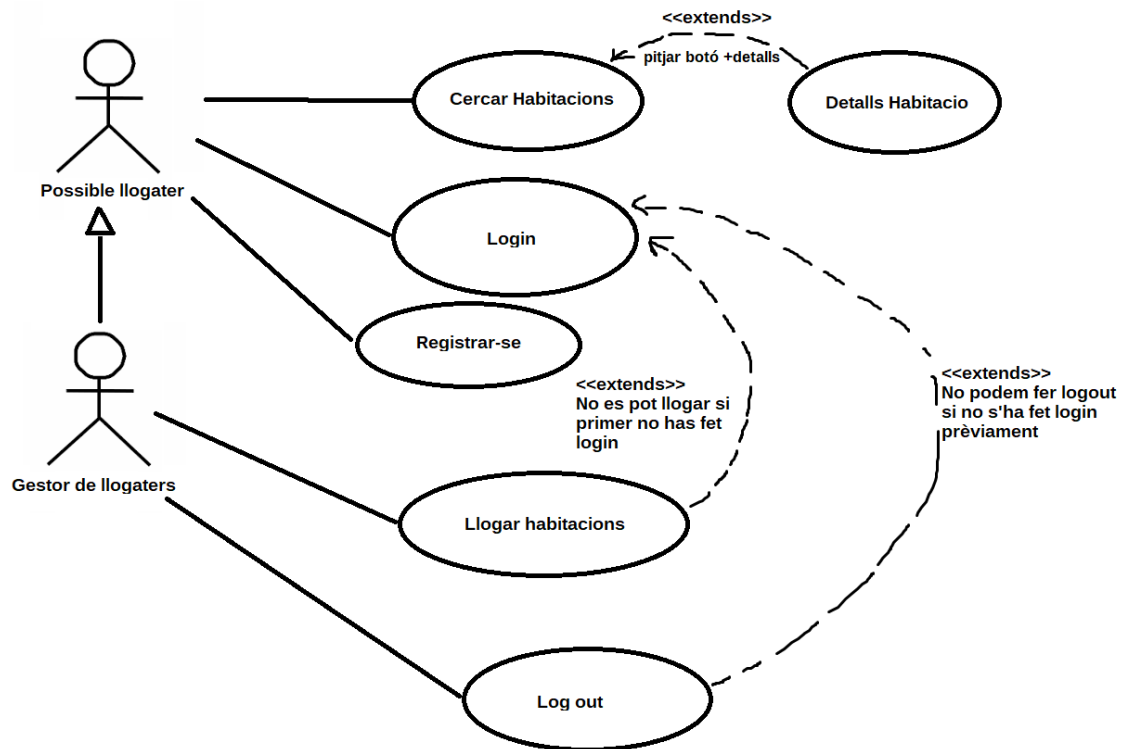 <<extends>>
pitjar botó +detalls
Cercar Habitacions
Detalls Habitacio
Possible llogater
Login
Registrar-se
<<extends>>
No es pot llogar si
primer no has fet
login
<<extends>>
No podem fer logout
si no s'ha fet login
prèviament
Gestor de llogaters
Llogar habitacions
Log out